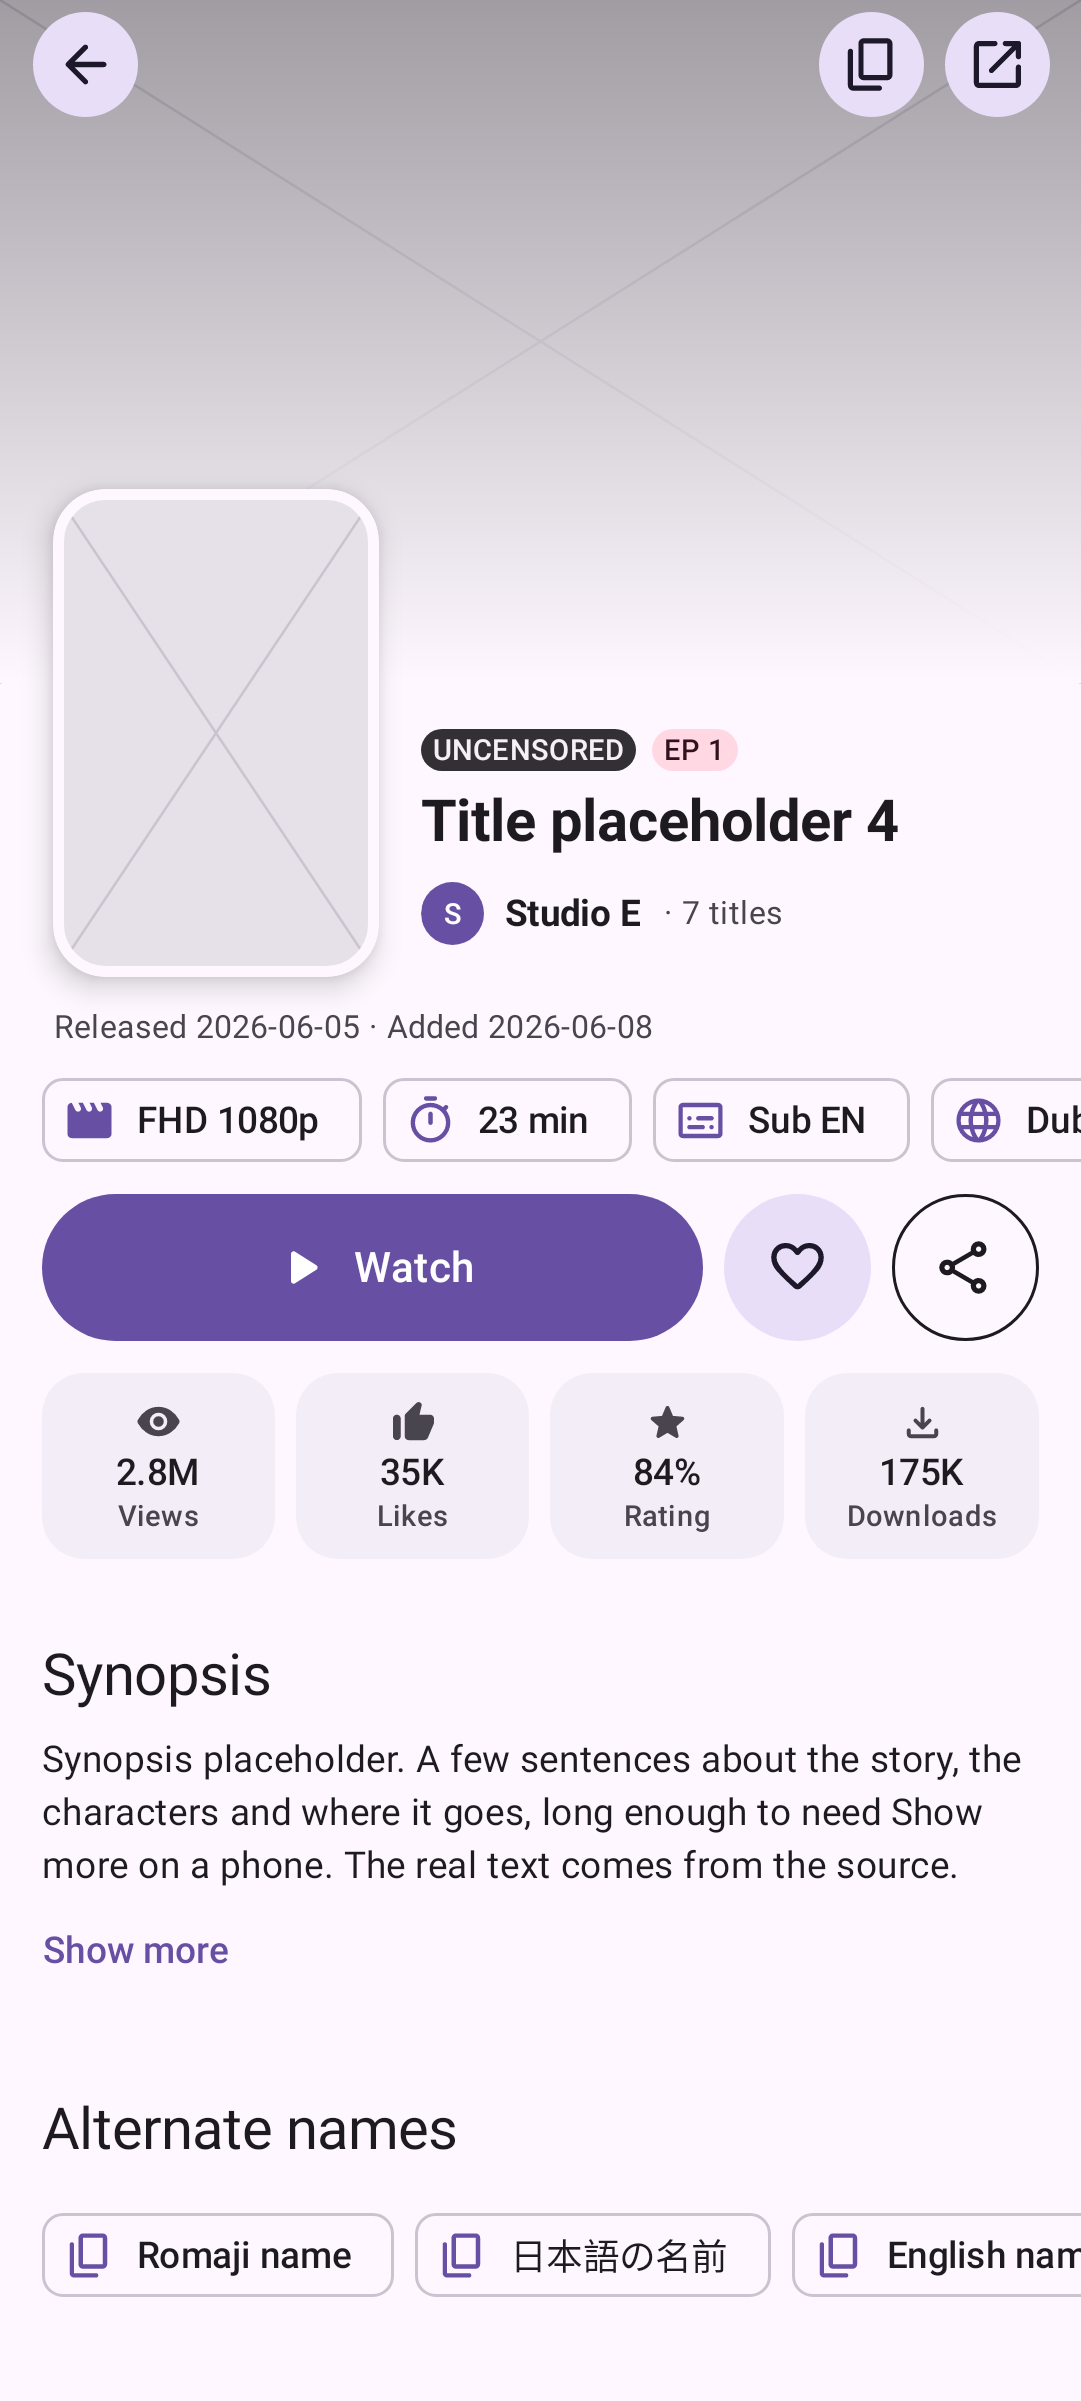 UNCENSORED EP 1
Title placeholder 4
S Studio E · 7 titles
Released 2026-06-05 · Added 2026-06-08
FHD 1080p 23 min Sub EN Dub
Watch
2.8M 35K 84% 175K
Views Likes Rating Downloads
Synopsis
Synopsis placeholder. A few sentences about the story, the
characters and where it goes, long enough to need Show
more on a phone. The real text comes from the source.
Show more
Alternate names
Romaji name 日本語の名前 English nam